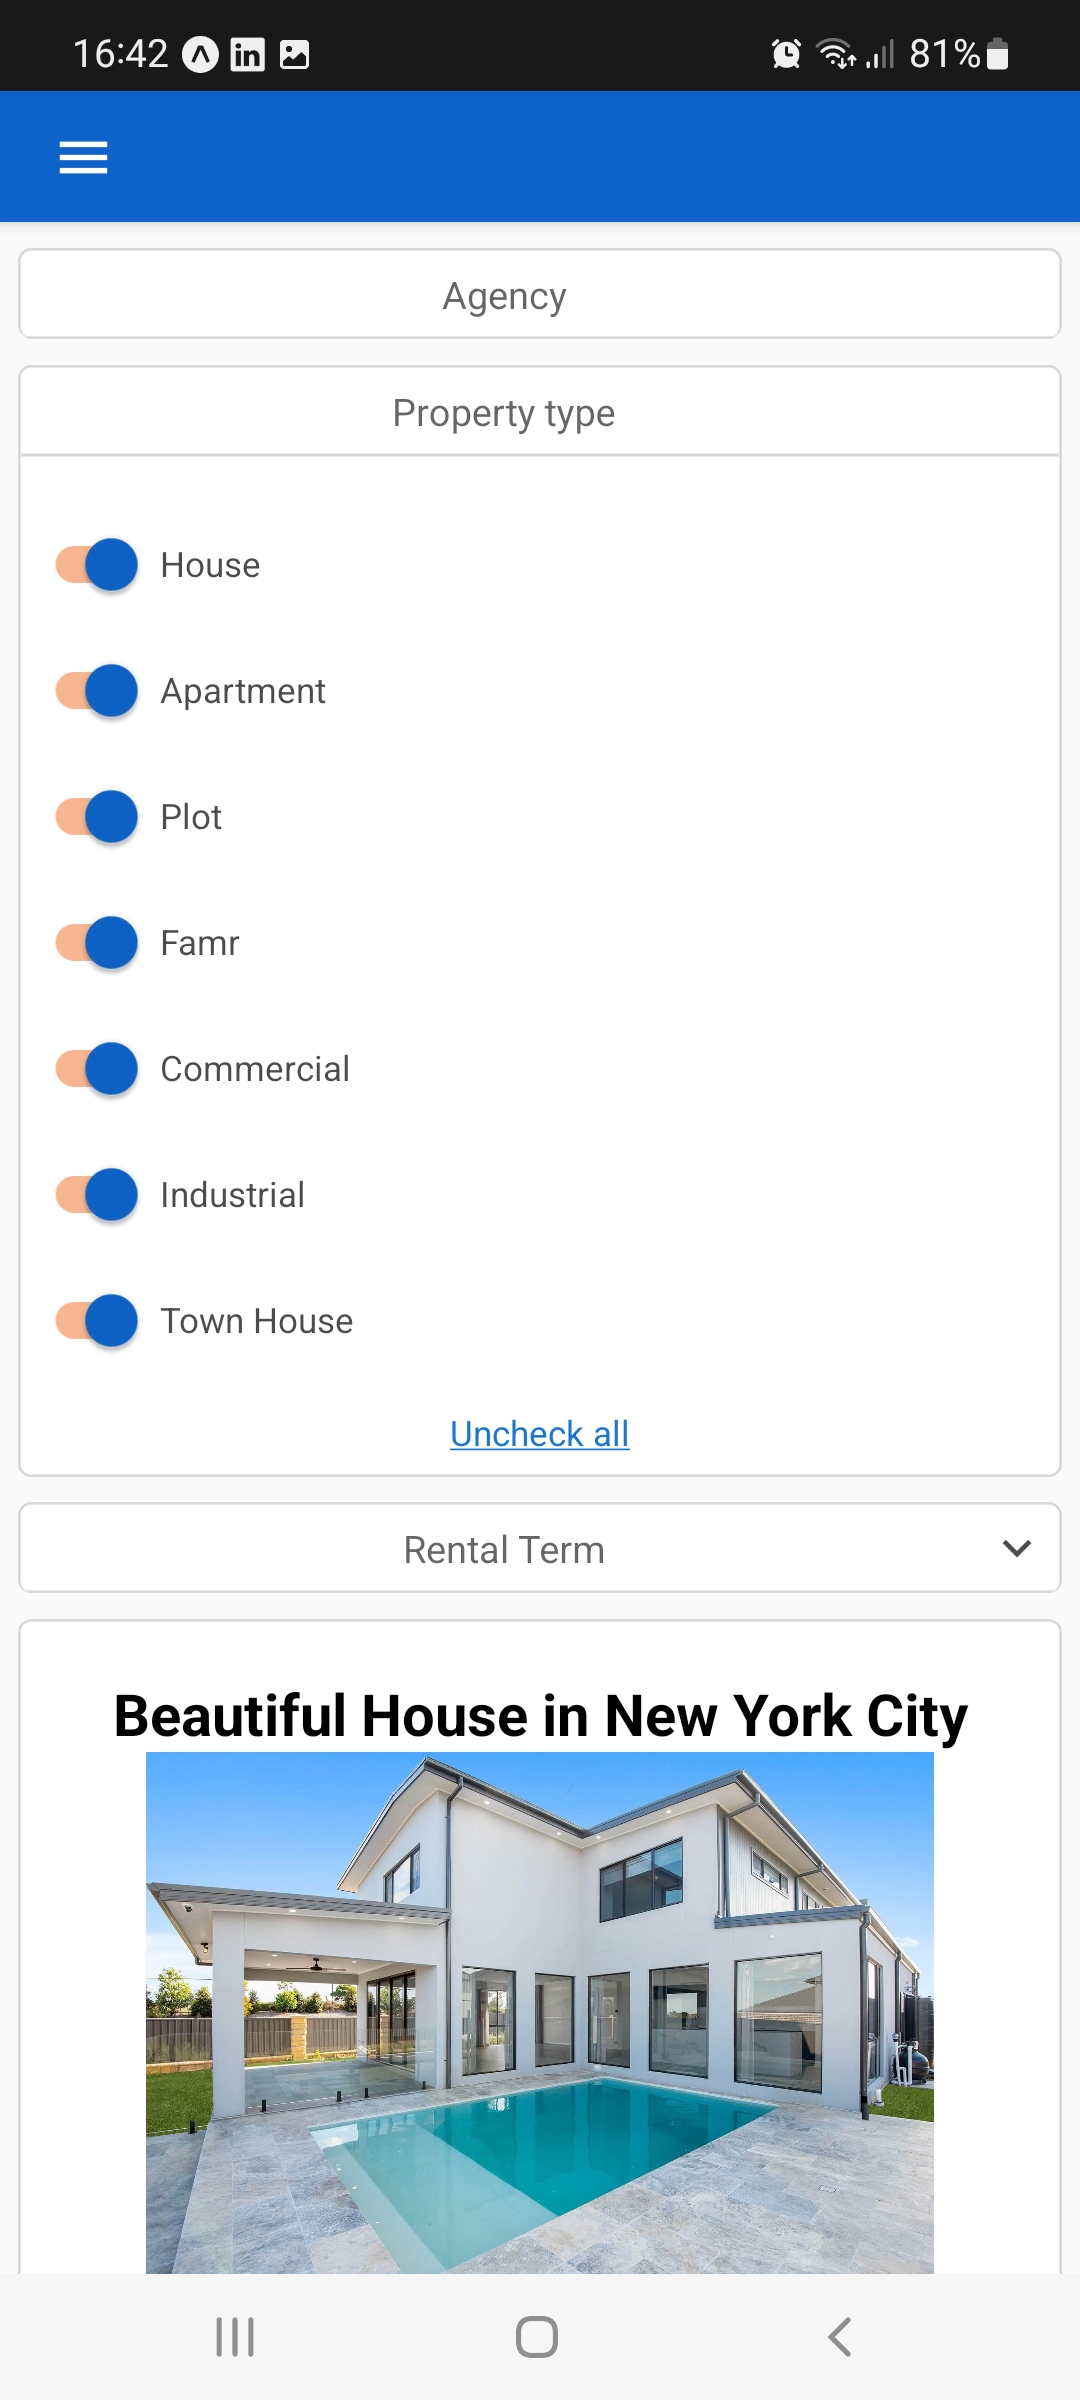 16:42 in 81%
Agency
Property type
House
Apartment
Plot
Famr
Commercial
Industrial
Town House
Uncheck all
Rental Term
Beautiful House in New York City